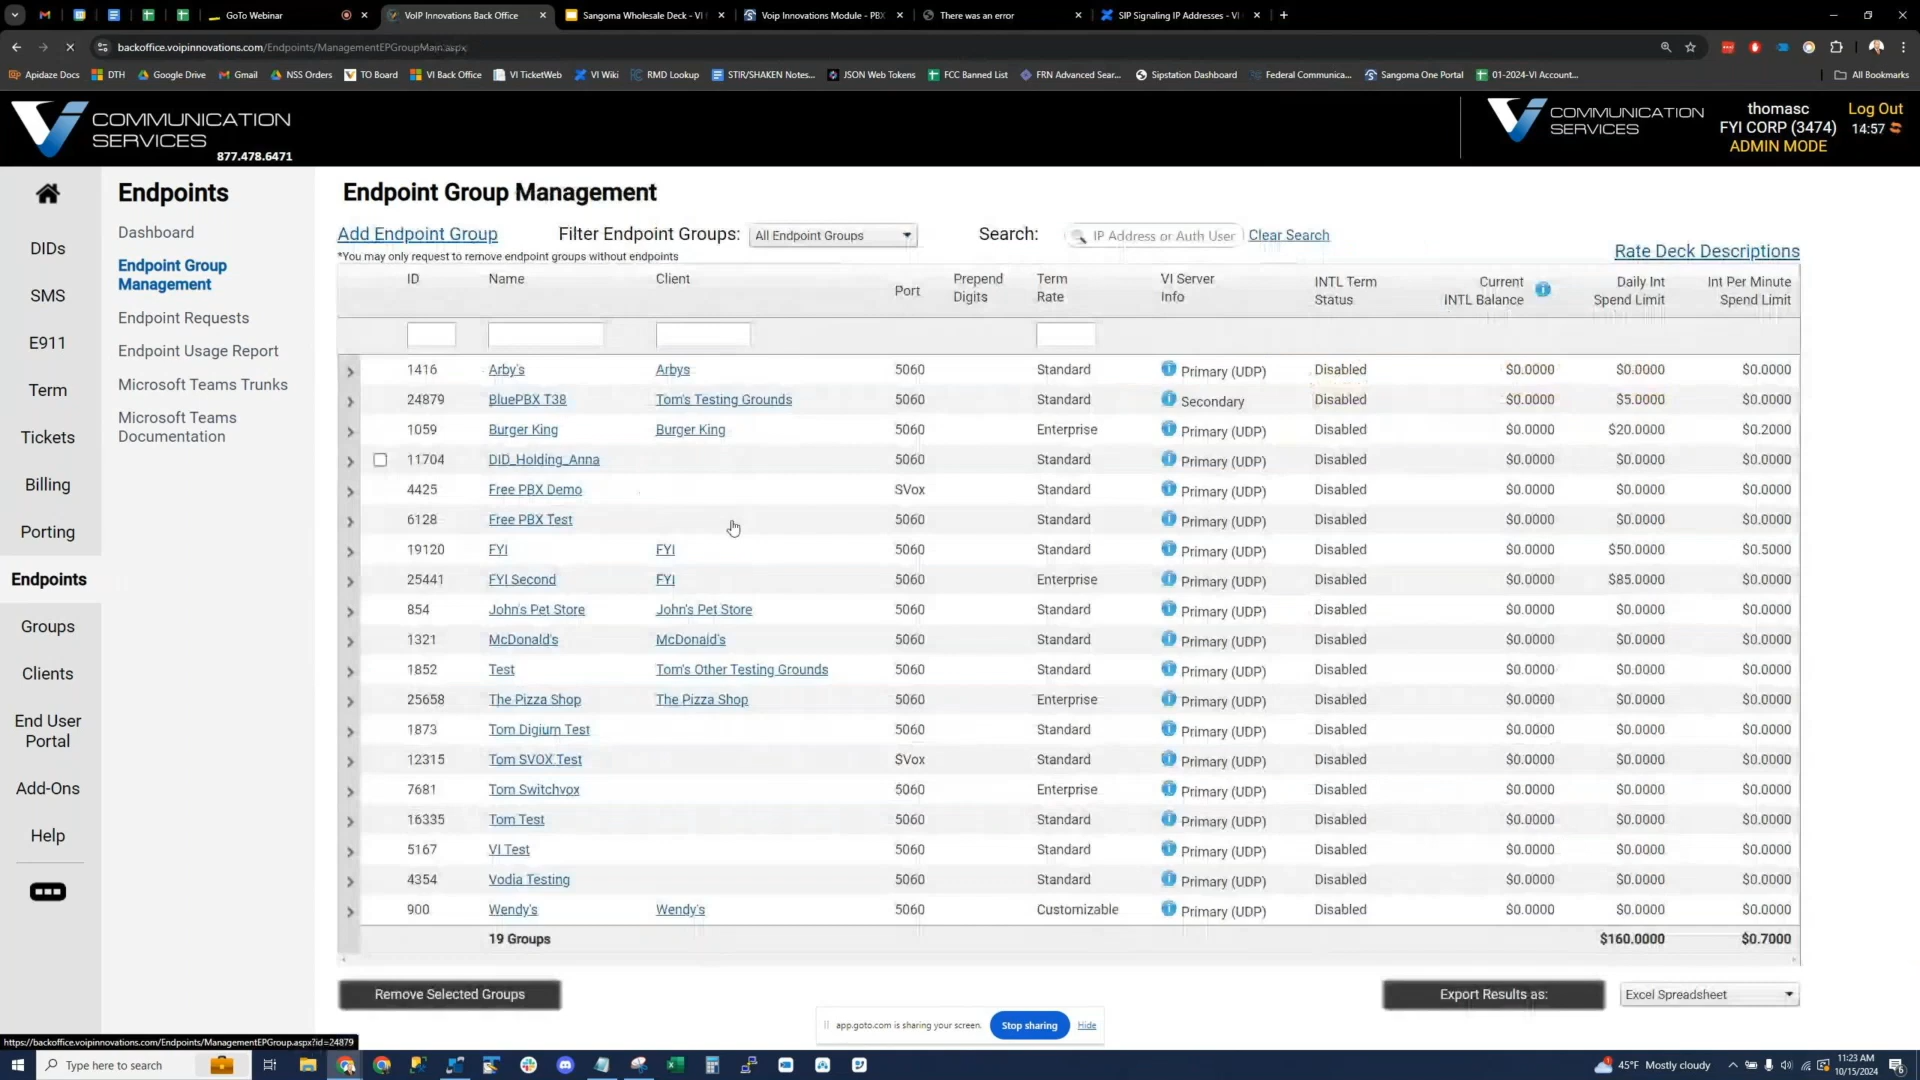 GoTo Webinar
VoIP Innovations Back Office
Sangoma Wholesale Deck - VI
Voip Innovations Module - PBX
There was an error
SIP Signaling IP Addresses - VI
backoffice.voipinnovations.com/Endpoints/ManagementEPGroupMain.aspx
Apidaze Docs
DTH
Google Drive
Gmail
NSS Orders
TO Board
VI Back Office
VI TicketWeb
VI Wiki
RMD Lookup
STIR/SHAKEN Notes...
JSON Web Tokens
FCC Banned List
FRN Advanced Sear...
Sipstation Dashboard
Federal Communica...
Sangoma One Portal
01-2024-VI Account...
All Bookmarks
COMMUNICATION
SERVICES
877.478.6471
COMMUNICATION
SERVICES
thomasc
Log Out
FYI CORP (3474)
14:57
ADMIN MODE
DIDs
SMS
E911
Term
Tickets
Billing
Porting
Endpoints
Groups
Clients
End User
Portal
Add-Ons
Help
Endpoints
Dashboard
Endpoint Group
Management
Endpoint Requests
Endpoint Usage Report
Microsoft Teams Trunks
Microsoft Teams
Documentation
Endpoint Group Management
Add Endpoint Group Filter Endpoint Groups: All Endpoint Groups Search: IP Address or Auth User Clear Search
*You may only request to remove endpoint groups without endpoints
Rate Deck Descriptions
ID Name Client Port Prepend Digits Term Rate VI Server Info INTL Term Status Current INTL Balance Daily Int Spend Limit Int Per Minute Spend Limit
1416 Arby's Arbys 5060 Standard Primary (UDP) Disabled $0.0000 $0.0000 $0.0000
24879 BluePBX T38 Tom's Testing Grounds 5060 Standard Secondary Disabled $0.0000 $5.0000 $0.0000
1059 Burger King Burger King 5060 Enterprise Primary (UDP) Disabled $0.0000 $20.0000 $0.2000
11704 DID_Holding_Anna 5060 Standard Primary (UDP) Disabled $0.0000 $0.0000 $0.0000
4425 Free PBX Demo SVox Standard Primary (UDP) Disabled $0.0000 $0.0000 $0.0000
6128 Free PBX Test 5060 Standard Primary (UDP) Disabled $0.0000 $0.0000 $0.0000
19120 FYI FYI 5060 Standard Primary (UDP) Disabled $0.0000 $50.0000 $0.5000
25441 FYI Second FYI 5060 Enterprise Primary (UDP) Disabled $0.0000 $85.0000 $0.0000
854 John's Pet Store John's Pet Store 5060 Standard Primary (UDP) Disabled $0.0000 $0.0000 $0.0000
1321 McDonald's McDonald's 5060 Standard Primary (UDP) Disabled $0.0000 $0.0000 $0.0000
1852 Test Tom's Other Testing Grounds 5060 Standard Primary (UDP) Disabled $0.0000 $0.0000 $0.0000
25658 The Pizza Shop The Pizza Shop 5060 Enterprise Primary (UDP) Disabled $0.0000 $0.0000 $0.0000
1873 Tom Digium Test 5060 Standard Primary (UDP) Disabled $0.0000 $0.0000 $0.0000
12315 Tom SVOX Test SVox Standard Primary (UDP) Disabled $0.0000 $0.0000 $0.0000
7681 Tom Switchvox 5060 Enterprise Primary (UDP) Disabled $0.0000 $0.0000 $0.0000
16335 Tom Test 5060 Standard Primary (UDP) Disabled $0.0000 $0.0000 $0.0000
5167 VI Test 5060 Standard Primary (UDP) Disabled $0.0000 $0.0000 $0.0000
4354 Vodia Testing 5060 Standard Primary (UDP) Disabled $0.0000 $0.0000 $0.0000
900 Wendy's Wendy's 5060 Customizable Primary (UDP) Disabled $0.0000 $0.0000 $0.0000
19 Groups $160.0000 $0.7000
Remove Selected Groups
Export Results as: Excel Spreadsheet
app.goto.com is sharing your screen. Stop sharing Hide
https://backoffice.voipinnovations.com/Endpoints/ManagementEPGroup.aspx?id=24879
Type here to search
45°F Mostly cloudy
11:23 AM
10/15/2024